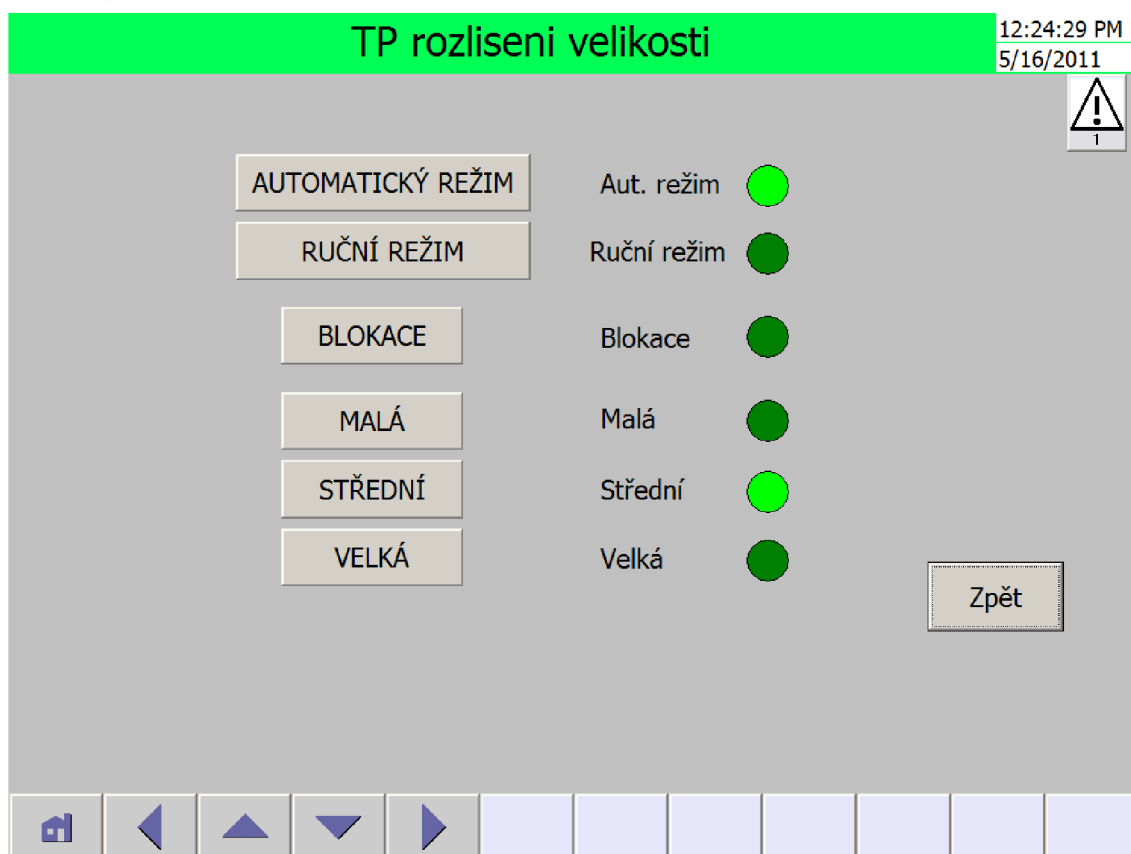 TP rozliseni velikosti
12:24:29 PM
5/16/2011
1
AUTOMATICKÝ REŽIM
Aut. režim
RUČNÍ REŽIM
Ruční režim
BLOKACE
Blokace
MALÁ
Malá
STŘEDNÍ
Střední
VELKÁ
Velká
Zpět